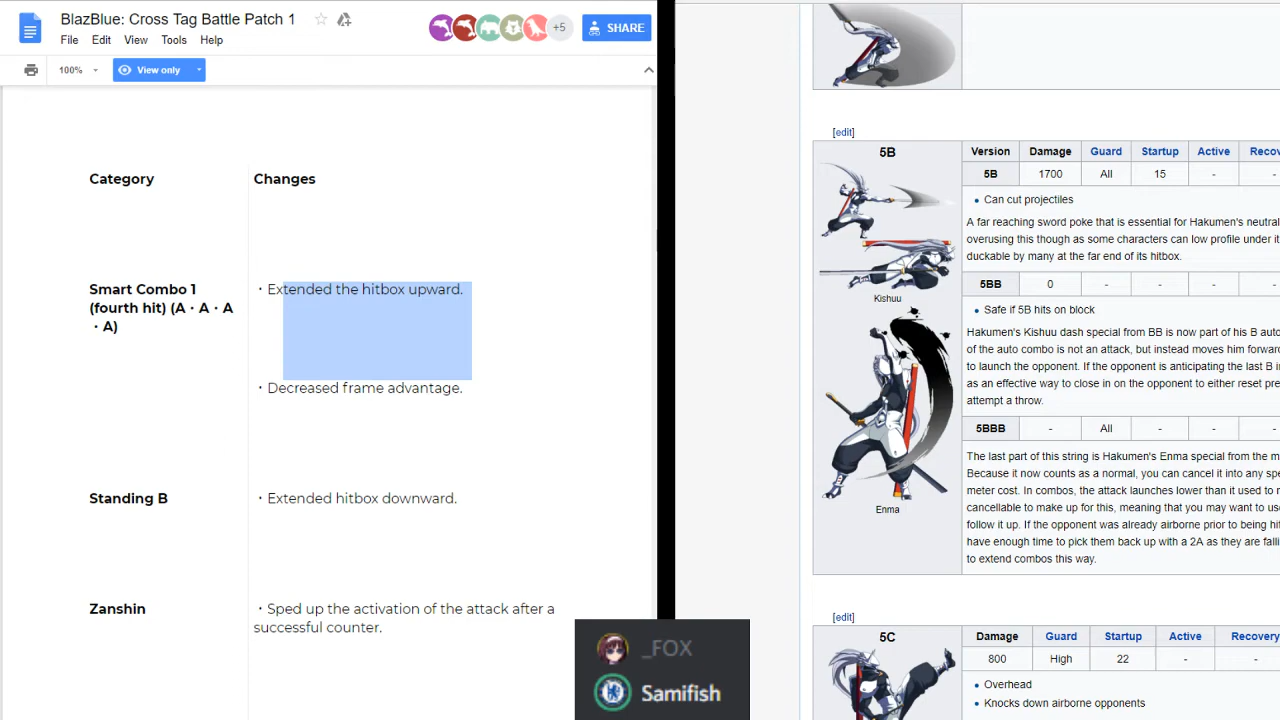 BlazBlue: Cross Tag Battle Patch 1
File Edit View Tools Help
+5
SHARE
100%
View only
Category Changes
Smart Combo 1 (fourth hit) (A・A・A・A)
・Extended the hitbox upward.
・Decreased frame advantage.
Standing B ・Extended hitbox downward.
Zanshin ・Sped up the activation of the attack after a
successful counter.
_FOX
Samifish
[edit]
5B
Version Damage Guard Startup Active
5B 1700 All 15 - -
Can cut projectiles
A far reaching sword poke that is essential for Hakumen's neutral
overusing this though as some characters can low profile under
duckable by many at the far end of its hitbox.
Kishuu
5BB 0 - - - -
Safe if 5B hits on block
Hakumen's Kishuu dash special from BB is now part of his B
of the auto combo is not an attack, but instead moves him
to launch the opponent. If the opponent is anticipating the last B
as an effective way to close in on the opponent to either reset
attempt a throw.
5BBB - All - - -
The last part of this string is Hakumen's Enma special from the
Because it now counts as a normal, you can cancel it into any
meter cost. In combos, the attack launches lower than it used to
cancellable to make up for this, meaning that you may want to
follow it up. If the opponent was already airborne prior to being
have enough time to pick them back up with a 2A as they are
to extend combos this way.
Enma
[edit]
5C
Damage Guard Startup Active Recovery
800 High 22 - -
Overhead
Knocks down airborne opponents